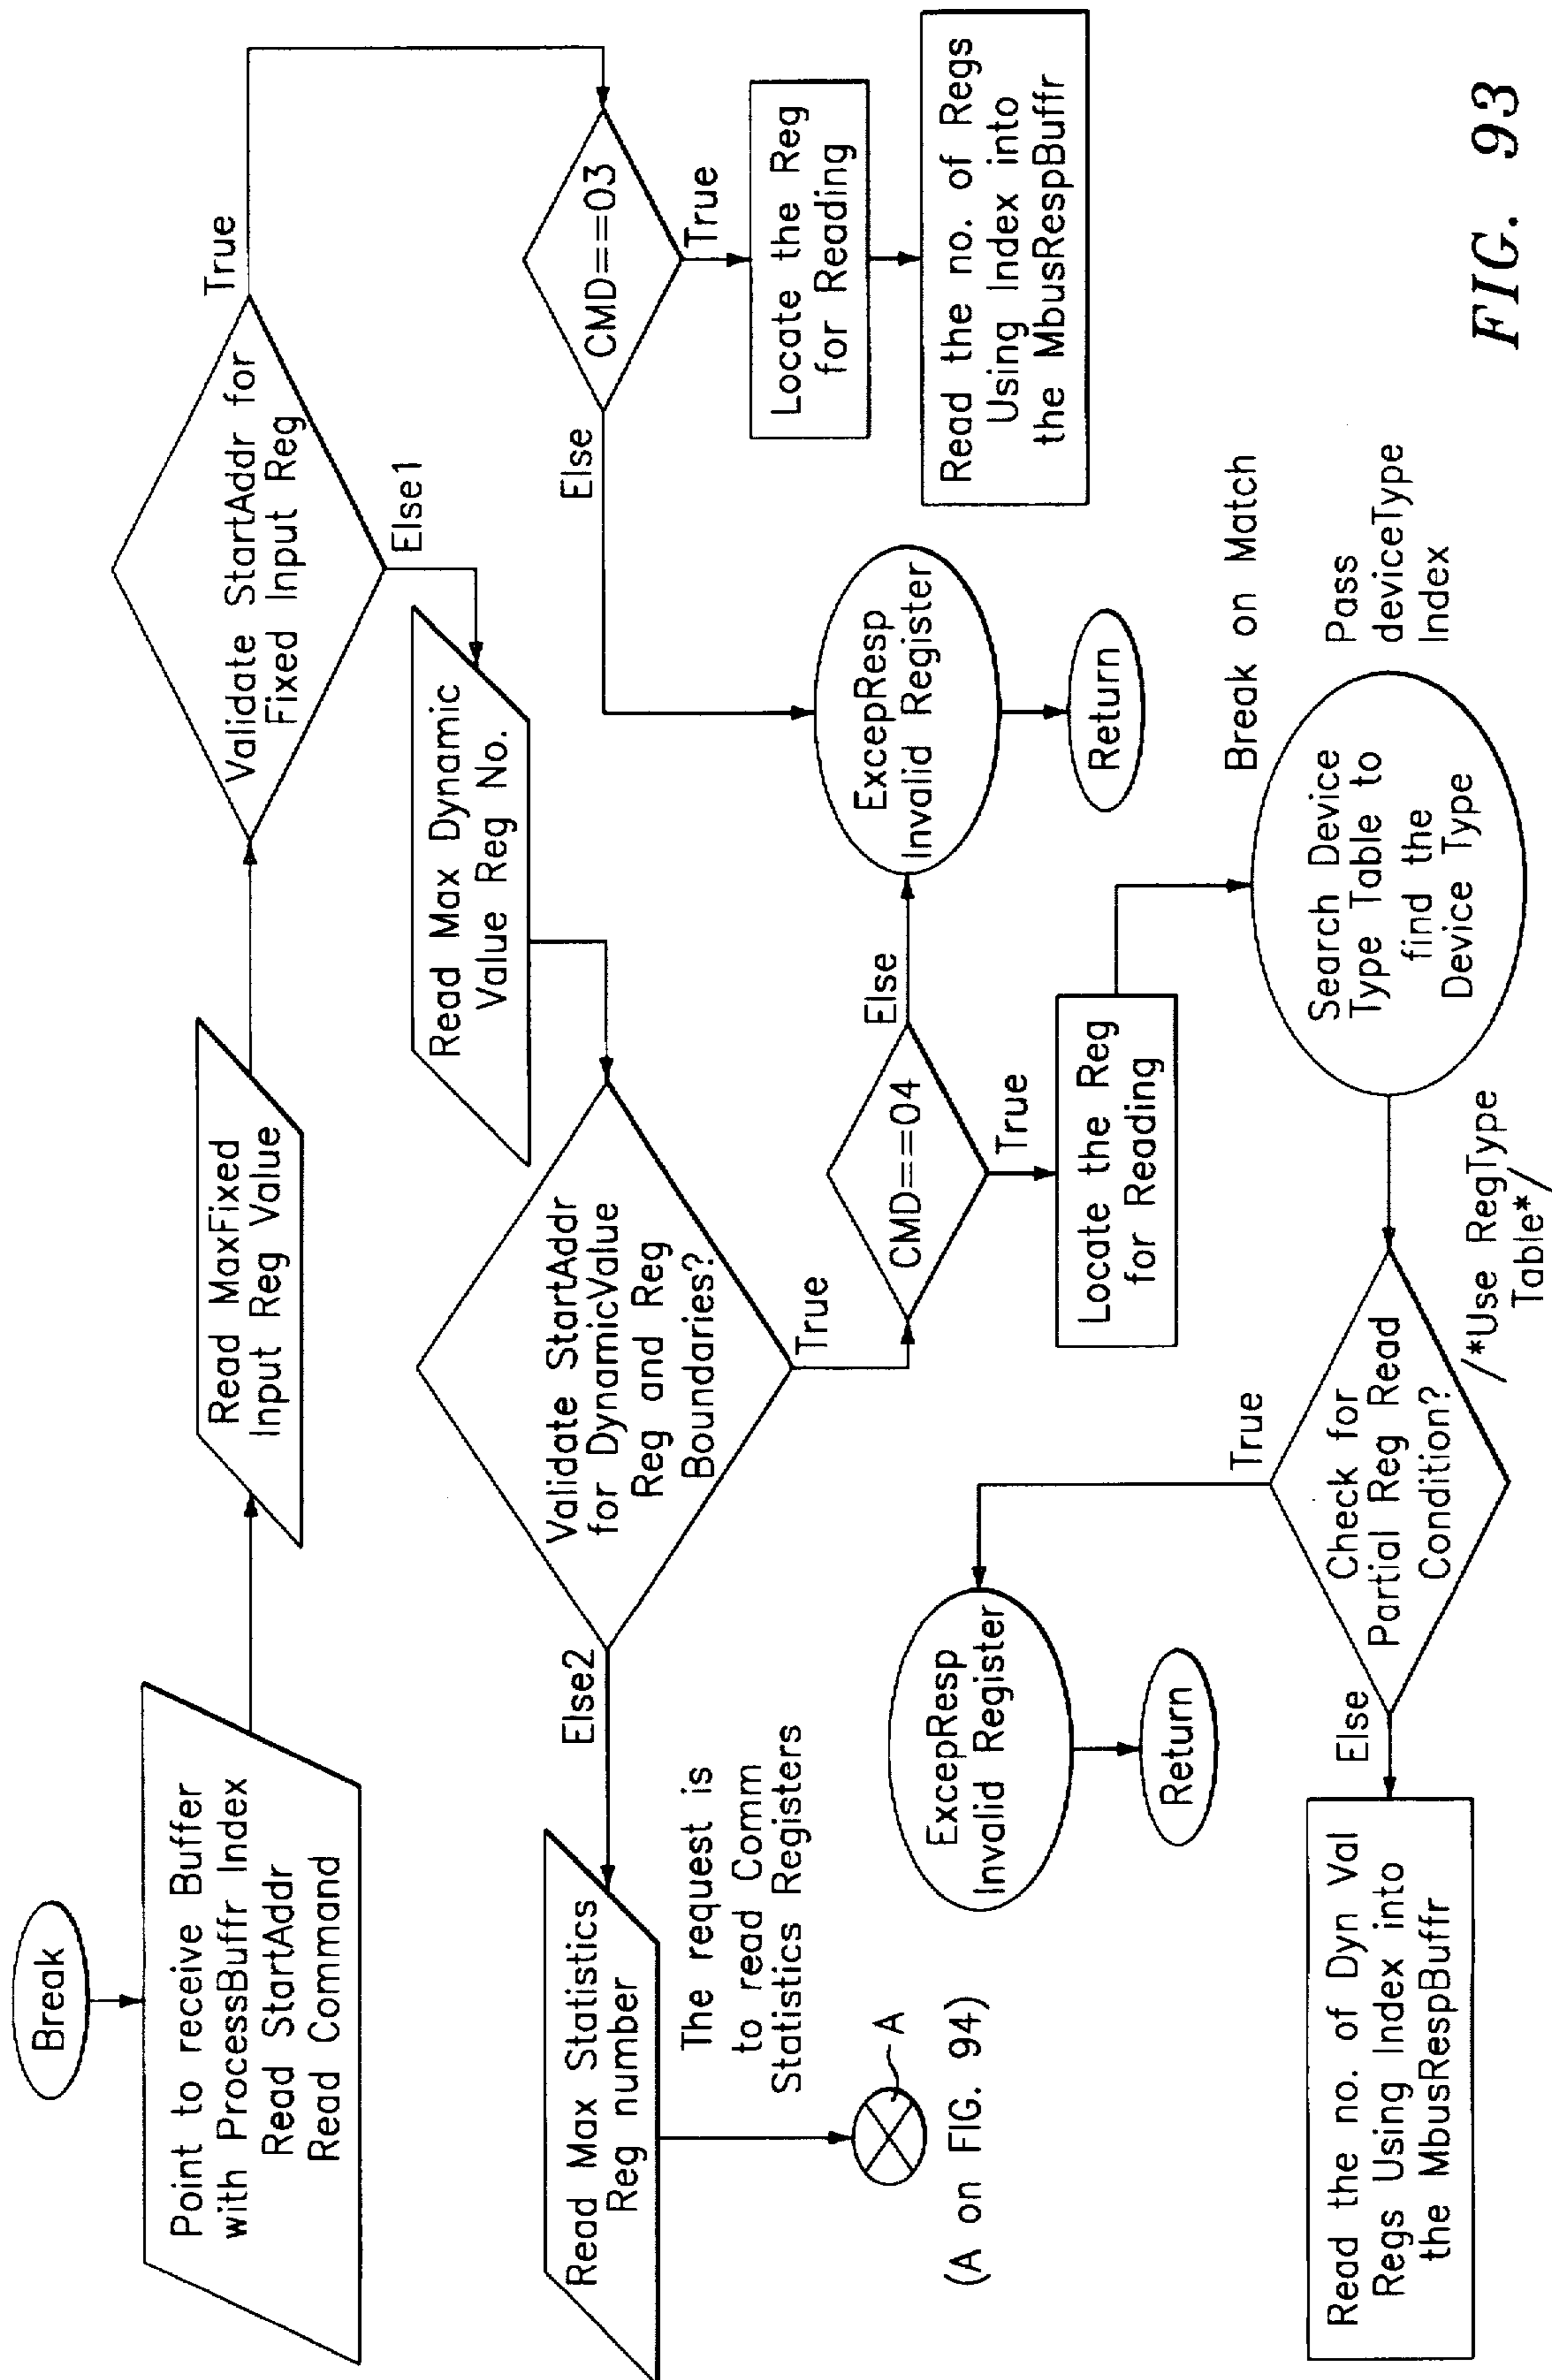 Break
Point to receive Buffer
with ProcessBuffr Index
Read StartAddr
Read Command
Read MaxFixed
Input Reg Value
Validate StartAddr for
Fixed Input Reg
True
Else1
CMD==03
Else
True
Locate the Reg
for Reading
Read the no. of Regs
Using Index into
the MbusRespBuffr
Read Max Dynamic
Value Reg No.
Validate StartAddr
for DynamicValue
Reg and Reg
Boundaries?
Else2
True
Read Max Statistics
Reg number
The request is
to read Comm
Statistics Registers
A
(A on FIG. 94)
CMD==04
Else
True
ExcepResp
Invalid Register
Return
Locate the Reg
for Reading
Search Device
Type Table to
find the
Device Type
Break on Match
Pass
deviceType
Index
Check for
Partial Reg Read
Condition?
/*Use RegType
Table*/
True
Else
ExcepResp
Invalid Register
Return
Read the no. of Dyn Val
Regs Using Index into
the MbusRespBuffr
FIG. 93